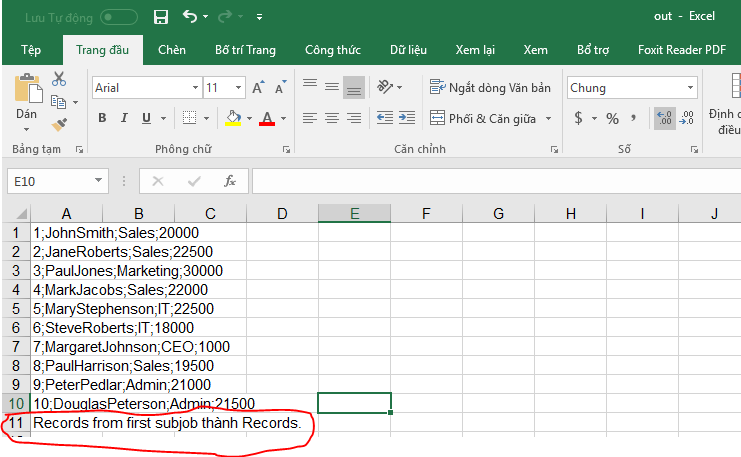 Lưu Tự động
out - Excel
Tệp Trang đầu Chèn Bố trí Trang Công thức Dữ liệu Xem lại Xem Bổ trợ Foxit Reader PDF
Dán
Arial 11 A A
B I U A
Ngắt dòng Văn bản
Phối & Căn giữa
Chung
$ % , ,0 ,00 ,00 ,0
Định c
điều
Bảng tạm Phông chữ Căn chỉnh Số
E10 fx
A B C D E F G H I J
1 1;JohnSmith;Sales;20000
2 2;JaneRoberts;Sales;22500
3 3;PaulJones;Marketing;30000
4 4;MarkJacobs;Sales;22000
5 5;MaryStephenson;IT;22500
6 6;SteveRoberts;IT;18000
7 7;MargaretJohnson;CEO;1000
8 8;PaulHarrison;Sales;19500
9 9;PeterPedlar;Admin;21000
10 10;DouglasPeterson;Admin;21500
11 Records from first subjob thành Records.